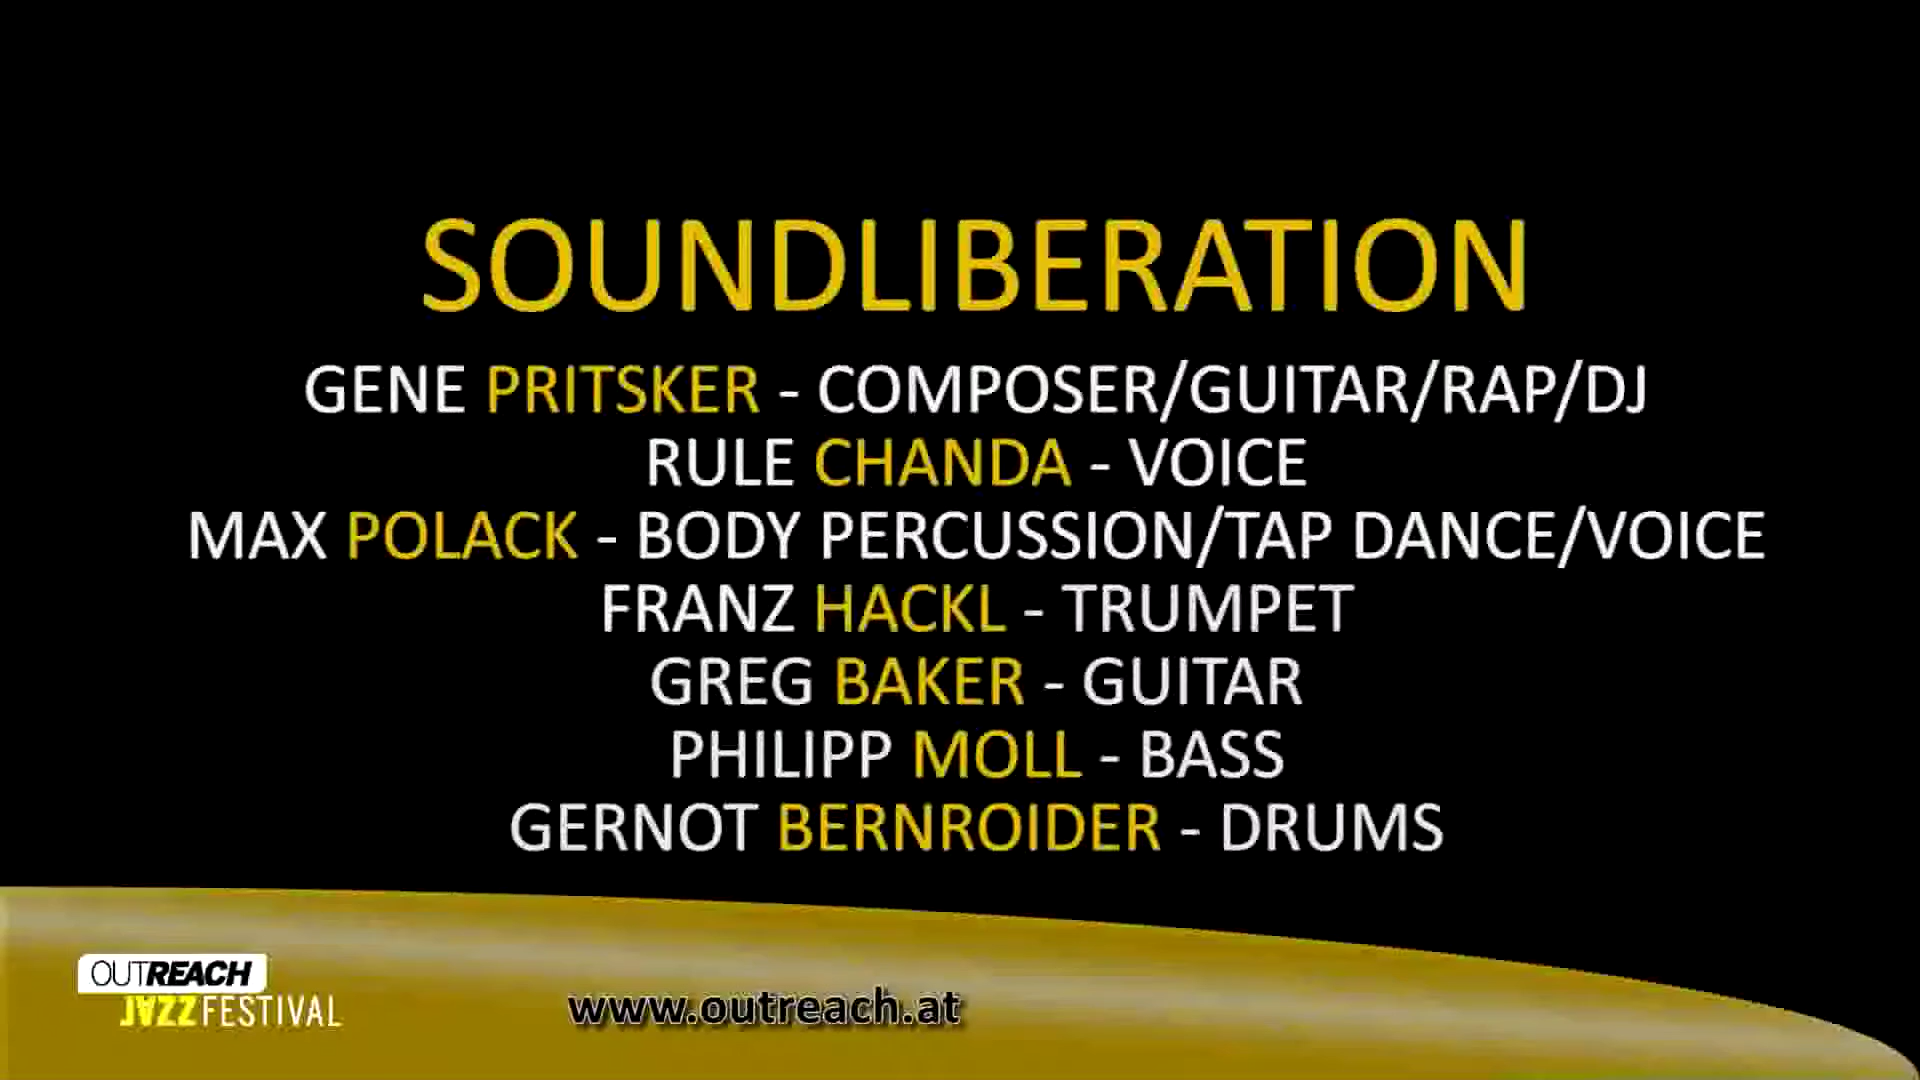 SOUNDLIBERATION
GENE PRITSKER - COMPOSER/GUITAR/RAP/DJ
RULE CHANDA - VOICE
MAX POLACK - BODY PERCUSSION/TAP DANCE/VOICE
FRANZ HACKL - TRUMPET
GREG BAKER - GUITAR
PHILIPP MOLL - BASS
GERNOT BERNROIDER - DRUMS
OUTREACH
JAZZ FESTIVAL
www.outreach.at